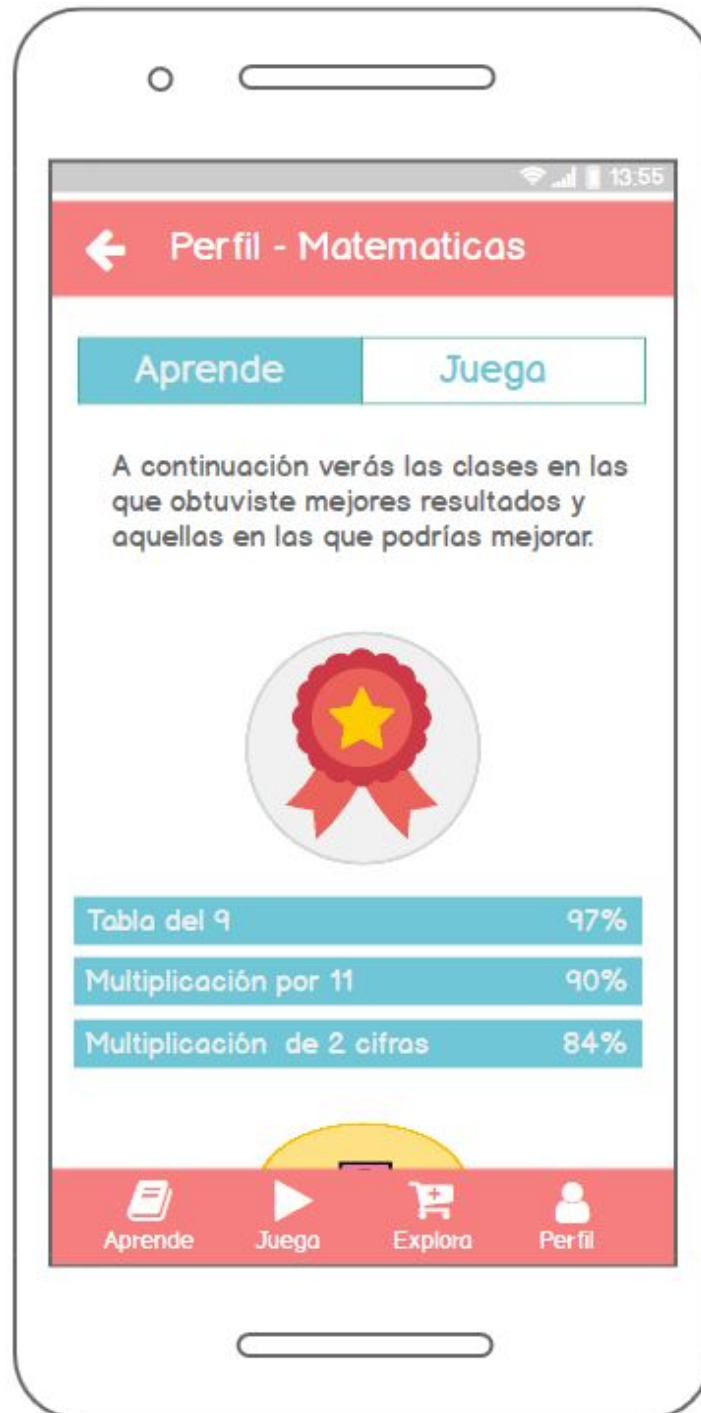 13:55
Perfil - Matematicas
Aprende Juega
A continuación verás las clases en las
que obtuviste mejores resultados y
aquellas en las que podrías mejorar.
Tabla del 9 97%
Multiplicación por 11 90%
Multiplicación de 2 cifras 84%
Aprende Juega Explora Perfil